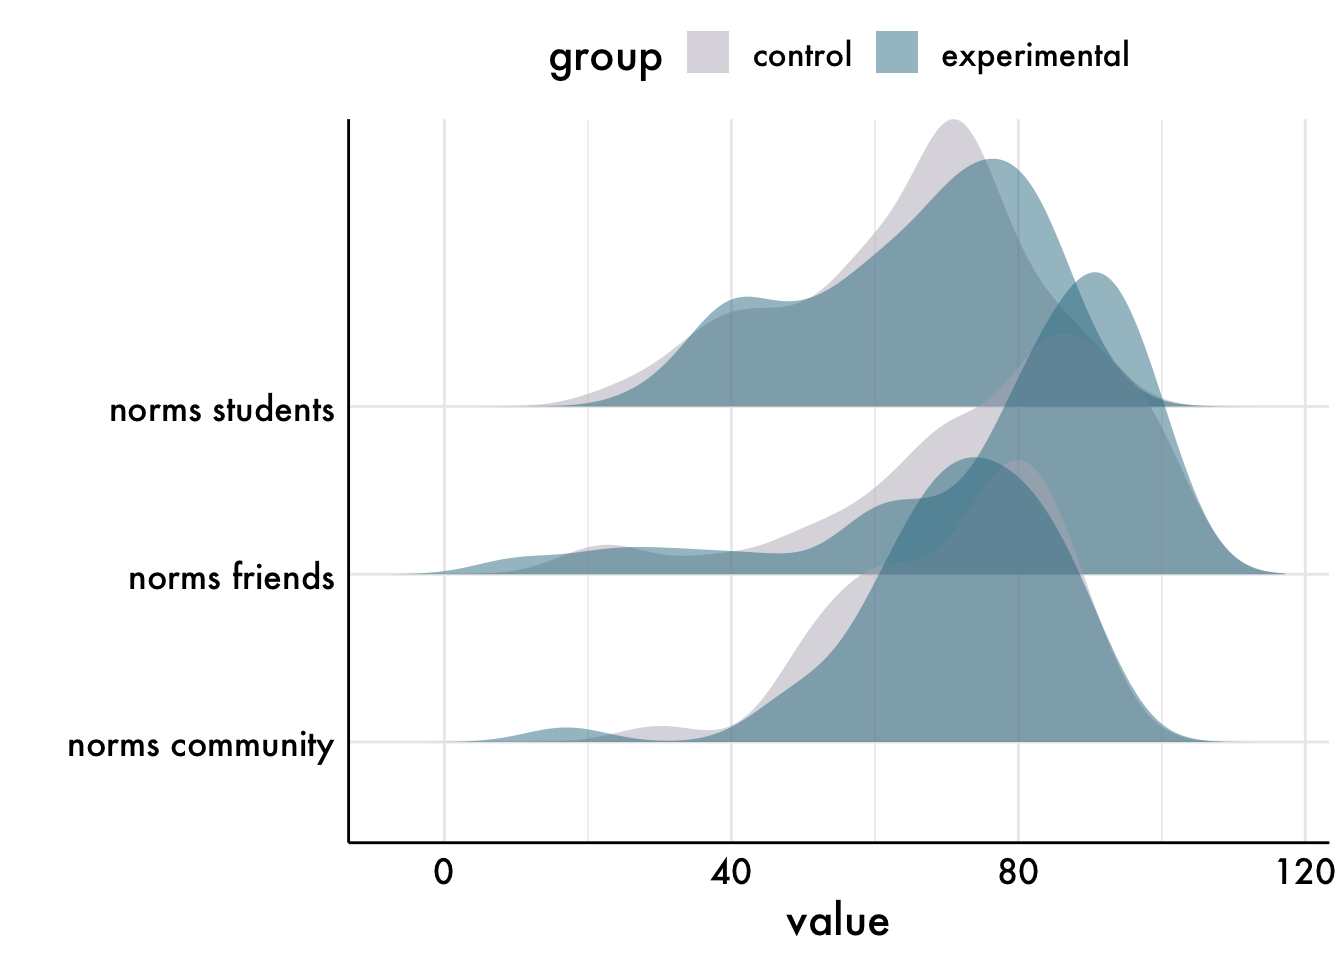 group control experimental
norms students
norms friends
norms community
0 40 80 120
value